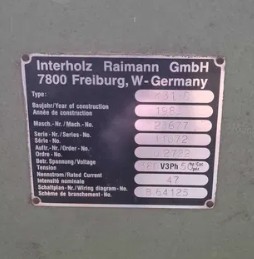 Interholz Raimann GmbH
7800 Freiburg, W-Germany
Type:
Baujahr/Year of construction
Année de construction
Masch.-Nr./Mach.-No.
Serie-Nr./Series-No.
Série-No.
Auftr.-Nr./Order-No.
Ordre-No.
Betr. Spannung/Voltage
Tension
V3Ph
Nennstrom/Rated Current
Intensité nominale
47
Schaltplan-Nr./Wiring diagram-No.
Schéma de branchement-No.
B 64125